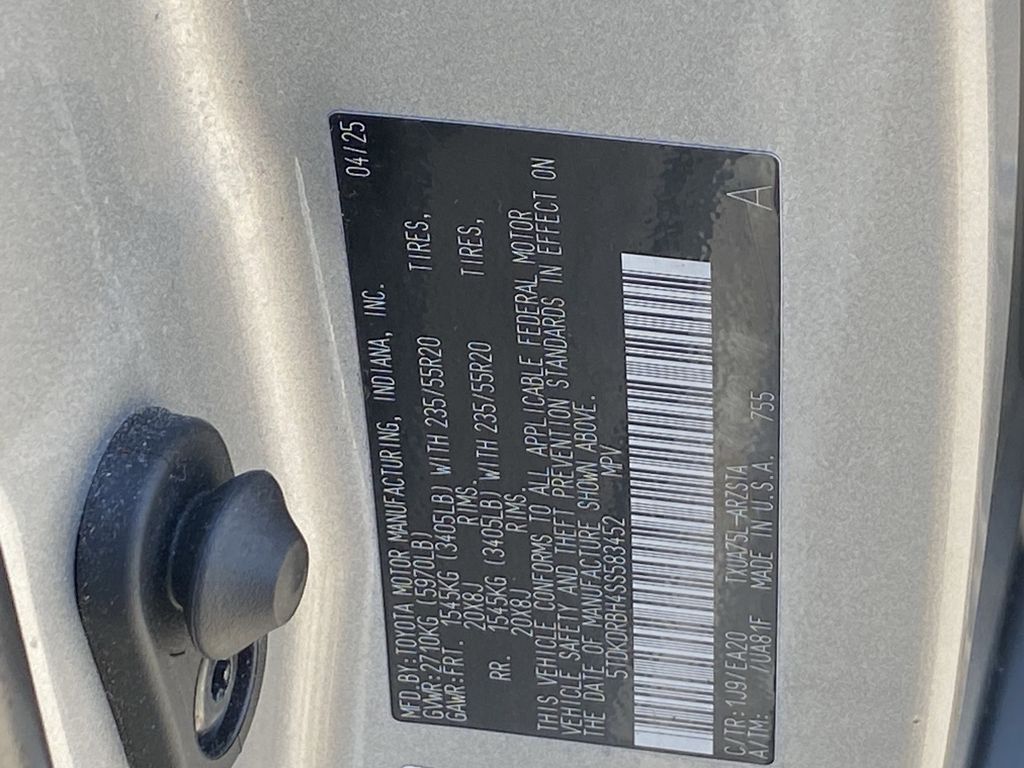 MFD.BY:TOYOTA MOTOR MANUFACTURING, INDIANA, INC. 04/25
GVWR:2710KG (5970LB)
GAWR:FRT. 1545KG (3405LB) WITH 235/55R20 TIRES,
20X8J RIMS.
RR. 1545KG (3405LB) WITH 235/55R20 TIRES,
20X8J RIMS.
THIS VEHICLE CONFORMS TO ALL APPLICABLE FEDERAL MOTOR
VEHICLE SAFETY AND THEFT PREVENTION STANDARDS IN EFFECT ON
THE DATE OF MANUFACTURE SHOWN ABOVE.
5TDKDRBH4SS583452 MPV
C/TR:1J9/EA20 TXUA75L-ARZSTA 755 A
A/TM: -/UA81F MADE IN U.S.A.